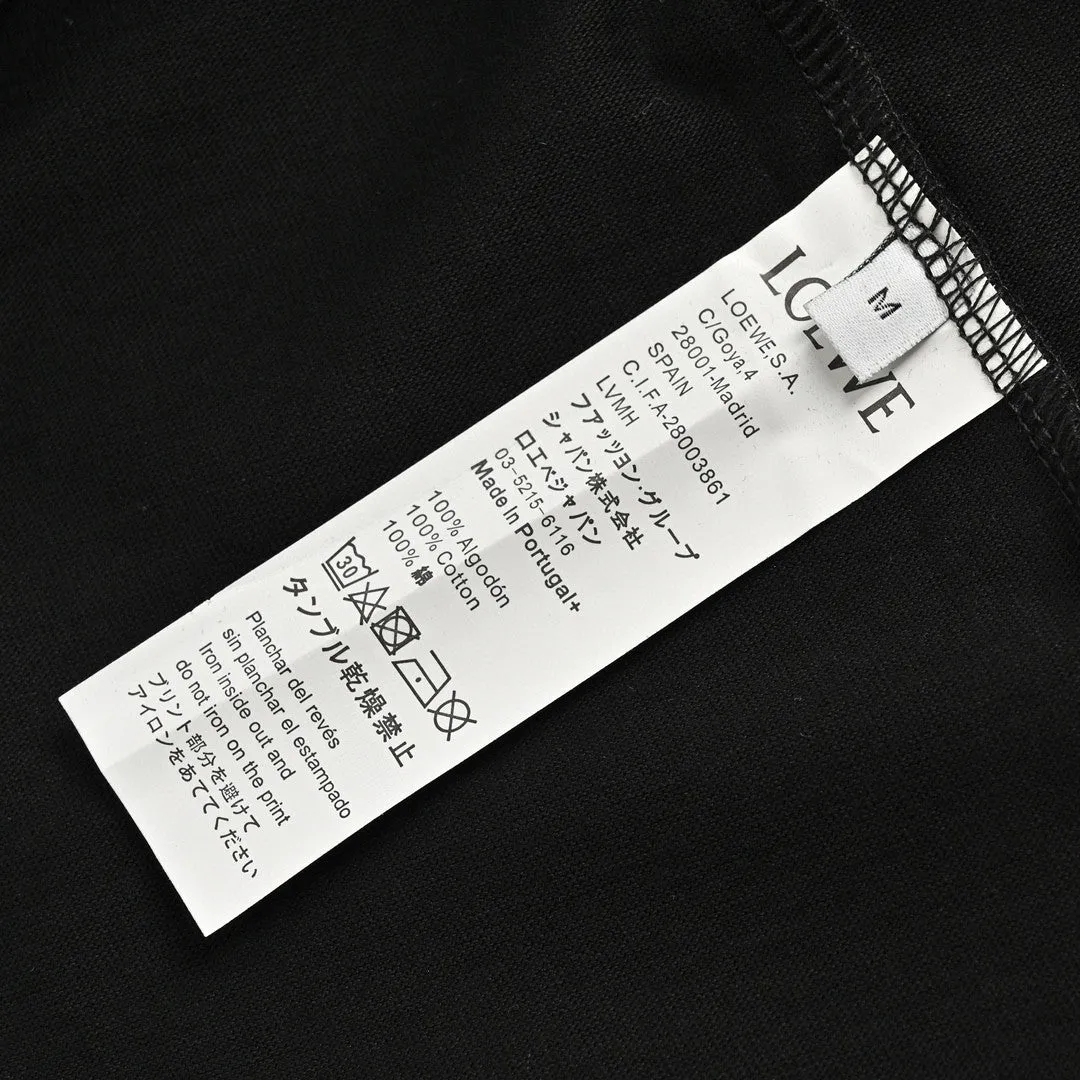 LOEWE
M
LOEWE,S.A.
C/Goya,4
28001-Madrid
SPAIN
C.I.F.A-28003861
LVMH
フアッツヨン·グループ
シャパン株式会社
ロエベジャパン
03-5215-6116
Made In Portugal+
100% Algodón
100% Cotton
100% 綿
30
タンブル乾燥禁止
Planchar del revés
sin planchar el estampado
Iron inside out and
do not iron on the print
プリント部分を避けて
アイロンをあててください